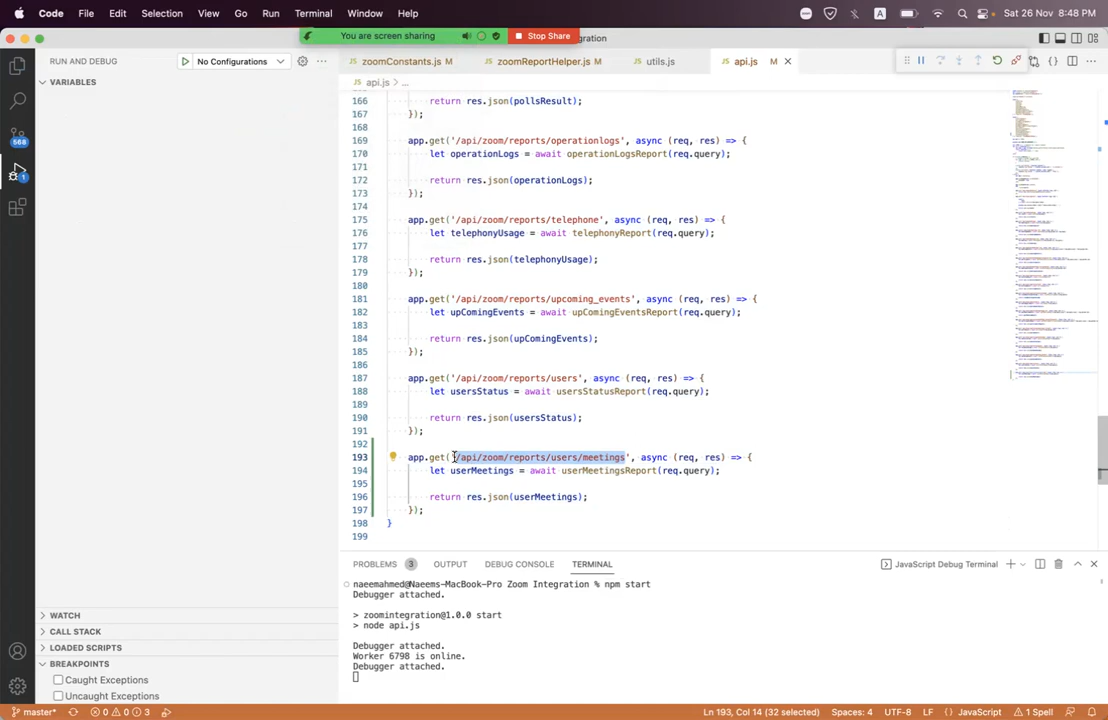 Code File Edit Selection View Go Run Terminal Window Help A Sat 26 Nov 8:48 PM
You are screen sharing Stop Share egration
RUN AND DEBUG No Configurations ... JS zoomConstants.js M JS zoomReportHelper.js M JS utils.js JS api.js M
VARIABLES
JS api.js > ...
166 return res.json(pollsResult);
167 });
168
169 app.get('/api/zoom/reports/operationlogs', async (req, res) => {
170 let operationLogs = await operationLogsReport(req.query);
171
172 return res.json(operationLogs);
173 });
174
175 app.get('/api/zoom/reports/telephone', async (req, res) => {
176 let telephonyUsage = await telephonyReport(req.query);
177
178 return res.json(telephonyUsage);
179 });
180
181 app.get('/api/zoom/reports/upcoming_events', async (req, res) => {
182 let upComingEvents = await upComingEventsReport(req.query);
183
184 return res.json(upComingEvents);
185 });
186
187 app.get('/api/zoom/reports/users', async (req, res) => {
188 let usersStatus = await usersStatusReport(req.query);
189
190 return res.json(usersStatus);
191 });
192
193 app.get('/api/zoom/reports/users/meetings', async (req, res) => {
194 let userMeetings = await userMeetingsReport(req.query);
195
196 return res.json(userMeetings);
197 });
198 }
199
568
1
PROBLEMS 3 OUTPUT DEBUG CONSOLE TERMINAL JavaScript Debug Terminal
naeemahmed@Naeems-MacBook-Pro Zoom Integration % npm start
Debugger attached.
> zoomintegration@1.0.0 start
> node api.js
Debugger attached.
Worker 6798 is online.
Debugger attached.
WATCH
CALL STACK
LOADED SCRIPTS
BREAKPOINTS
Caught Exceptions
Uncaught Exceptions
master* 0 0 3 Ln 193, Col 14 (32 selected) Spaces: 4 UTF-8 LF JavaScript 1 Spell